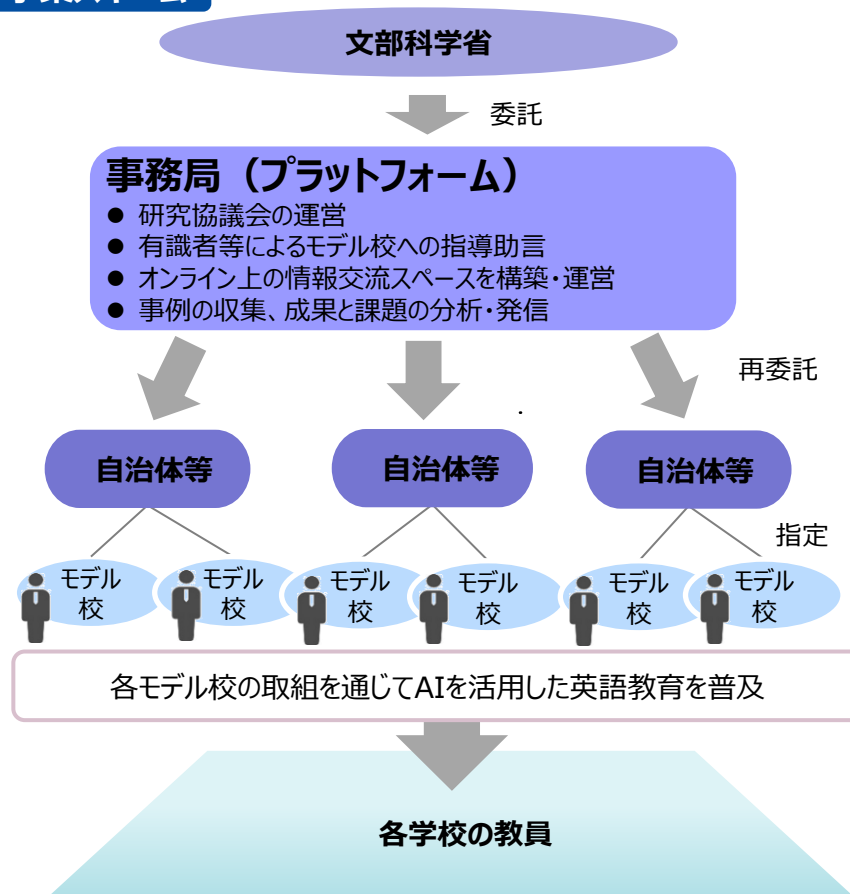 文部科学省
委託
事務局（プラットフォーム）
● 研究協議会の運営
● 有識者等によるモデル校への指導助言
● オンライン上の情報交流スペースを構築・運営
● 事例の収集、成果と課題の分析・発信
再委託
自治体等
自治体等
自治体等
指定
モデル
校
モデル
校
モデル
校
モデル
校
モデル
校
モデル
校
各モデル校の取組を通じてAIを活用した英語教育を普及
各学校の教員